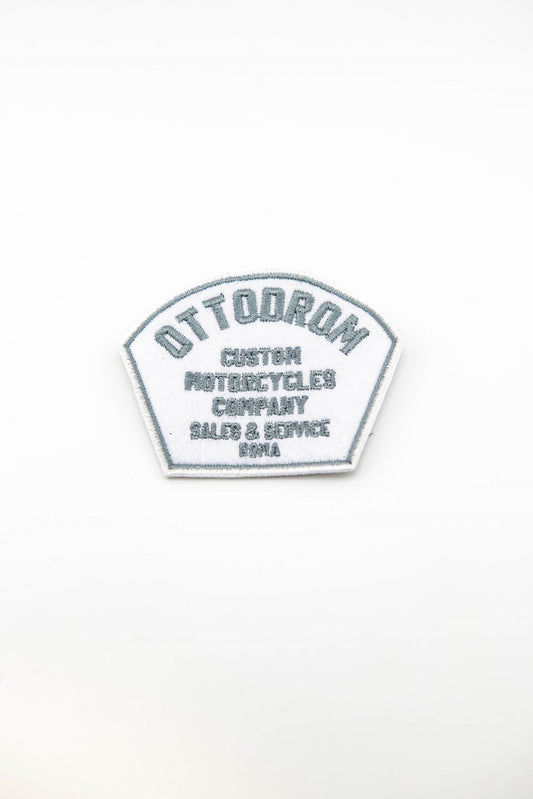 OTTODROM
CUSTOM
MOTORCYCLES
COMPANY
SALES & SERVICE
ROMA